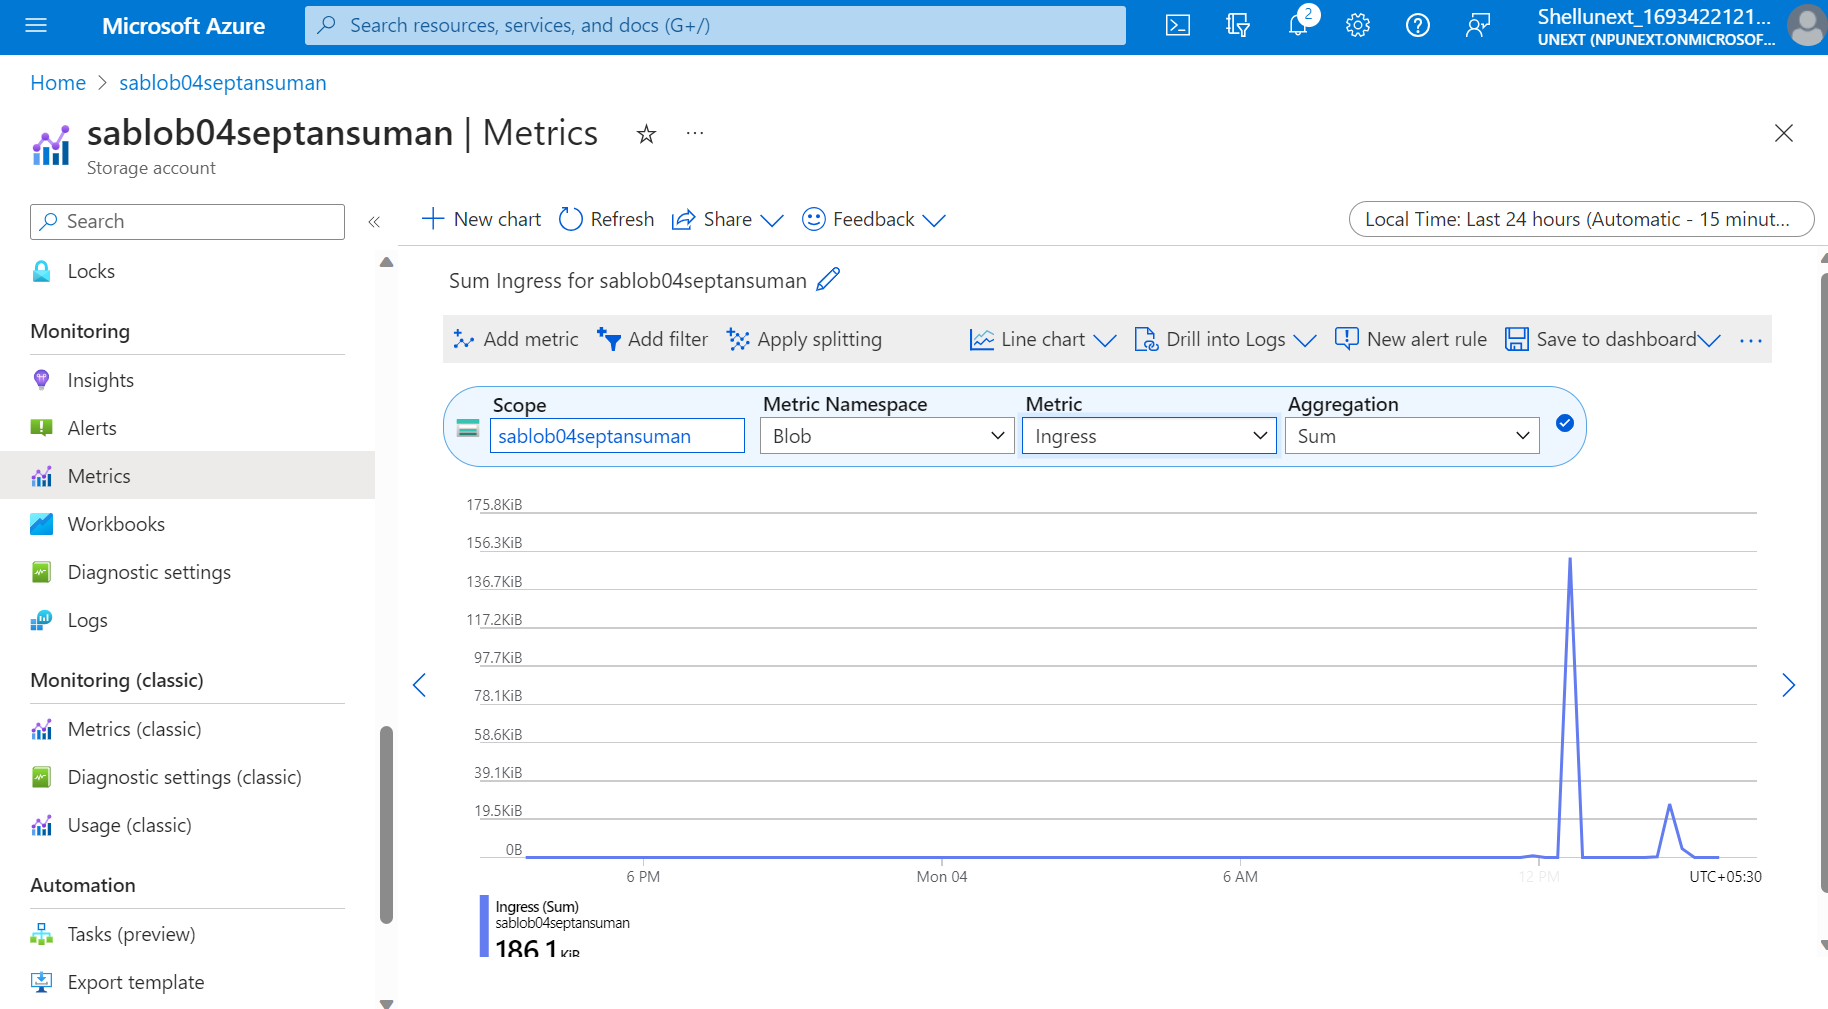 Microsoft Azure
Search resources, services, and docs (G+/)
2
Shellunext_1693422121...
UNEXT (NPUNEXT.ONMICROSOF...
Home > sablob04septansuman
sablob04septansuman | Metrics
Storage account
Search
Locks
Monitoring
Insights
Alerts
Metrics
Workbooks
Diagnostic settings
Logs
Monitoring (classic)
Metrics (classic)
Diagnostic settings (classic)
Usage (classic)
Automation
Tasks (preview)
Export template
New chart Refresh Share Feedback
Local Time: Last 24 hours (Automatic - 15 minut...
Sum Ingress for sablob04septansuman
Add metric Add filter Apply splitting Line chart Drill into Logs New alert rule Save to dashboard
Scope Metric Namespace Metric Aggregation
sablob04septansuman Blob Ingress Sum
175.8KiB
156.3KiB
136.7KiB
117.2KiB
97.7KiB
78.1KiB
58.6KiB
39.1KiB
19.5KiB
0B
6 PM Mon 04 6 AM 12 PM UTC+05:30
Ingress (Sum)
sablob04septansuman
186.1 KiB